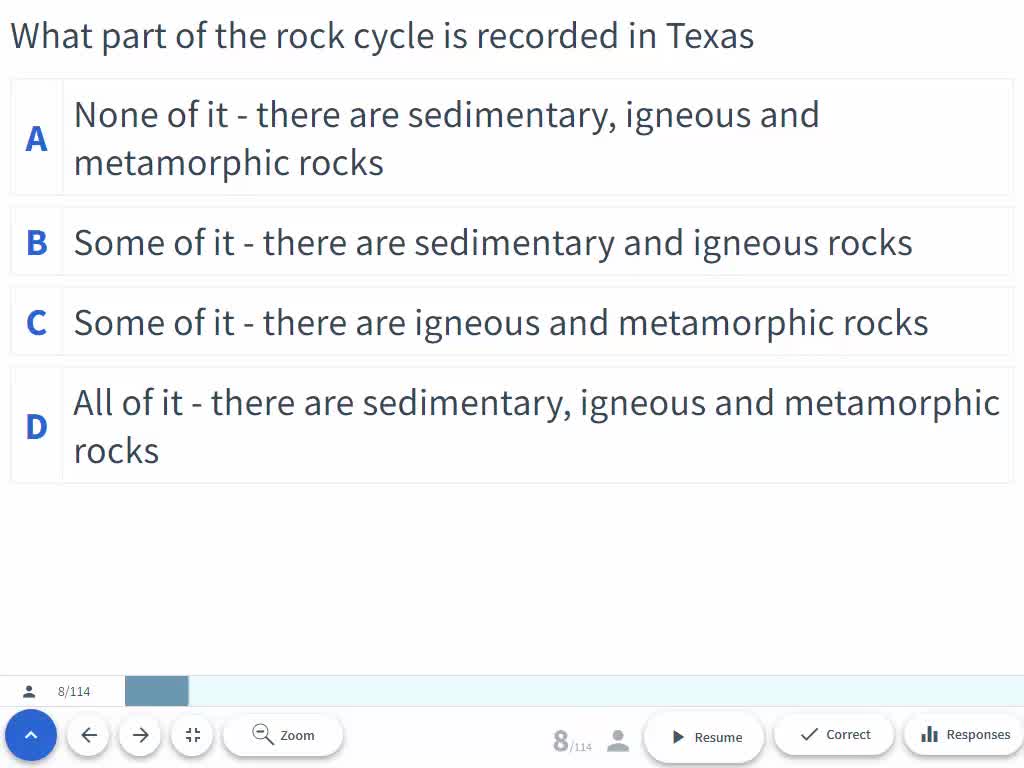 What part of the rock cycle is recorded in Texas
A
None of it - there are sedimentary, igneous and
metamorphic rocks
B
Some of it - there are sedimentary and igneous rocks
C
Some of it - there are igneous and metamorphic rocks
D
All of it - there are sedimentary, igneous and metamorphic
rocks
8/114
Zoom
8/114
Resume
Correct
Responses